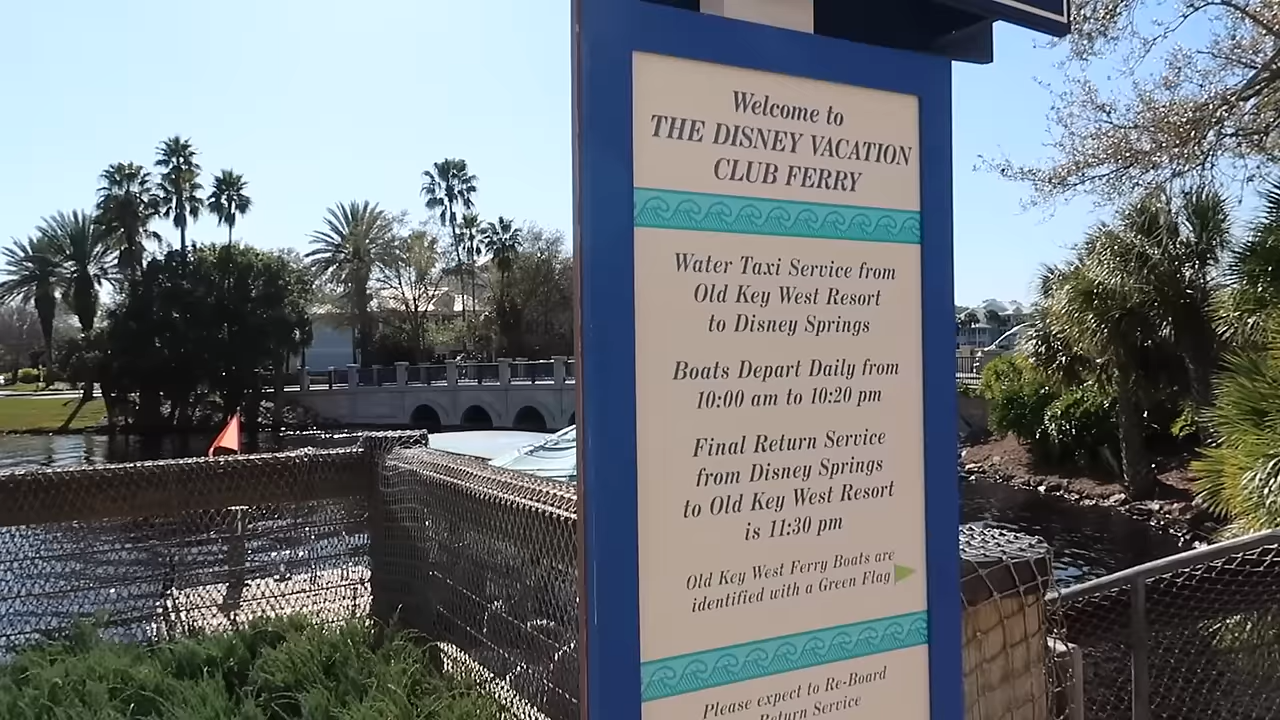 Welcome to
THE DISNEY VACATION
CLUB FERRY
Water Taxi Service from
Old Key West Resort
to Disney Springs
Boats Depart Daily from
10:00 am to 10:20 pm
Final Return Service
from Disney Springs
to Old Key West Resort
is 11:30 pm
Old Key West Ferry Boats are
identified with a Green Flag
Please expect to Re-Board
Return Service